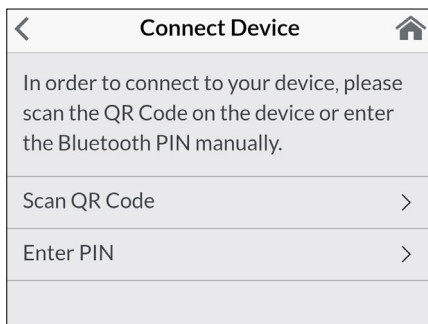 Connect Device
In order to connect to your device, please
scan the QR Code on the device or enter
the Bluetooth PIN manually.
Scan QR Code
Enter PIN